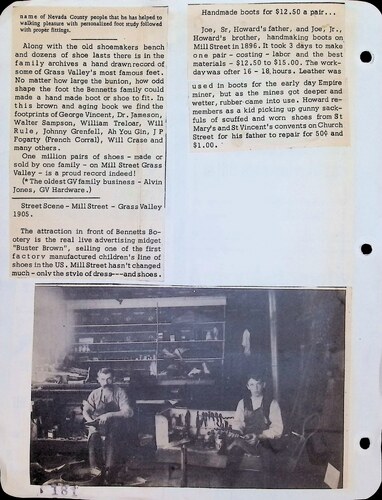 name of Nevada County people that he has helped to
walking pleasure with personalized foot study followed
with proper fittings.
Along with the old shoemakers bench
and dozens of shoe lasts there is in the
family archives a hand drawn record of
some of Grass Valley's most famous feet.
No matter how large the bunion, how odd
shape the foot the Bennetts family could
made a hand made boot or shoe to fit. In
this brown and aging book we find the
footprints of George Vincent, Dr. Jameson,
Walter Sampson, William Treloar, Will
Rule, Johnny Grenfell, Ah You Gin, JP
Fogarty (French Corral), Will Crase and
many others.
One million pairs of shoes - made or
sold by one family - on Mill Street Grass
Valley - is a proud record indeed!
(*The oldest GV family business - Alvin
Jones, GV Hardware.)
Street Scene - Mill Street - Grass Valley
1905.
The attraction in front of Bennetts Bo-
otery is the real live advertising midget
"Buster Brown", selling one of the first
factory manufactured children's line of
shoes in the US. Mill Street hasn't changed
much - only the style of dress---and shoes.
Handmade boots for $12.50 a pair...
Joe, Sr, Howard's father, and Joe, Jr.,
Howard's brother, handmaking boots on
Mill Street in 1896. It took 3 days to make
one pair - costing - labor and the best
materials - $12.50 to $15.00. The work-
day was ofter 16 - 18, hours. Leather was
used in boots for the early day Empire
miner, but as the mines got deeper and
wetter, rubber came into use. Howard re-
members as a kid picking up gunny sack-
fuls of scuffed and worn shoes from St
Mary's and St Vincent's convents on Church
Street for his father to repair for 50¢ and
$1.00.
181